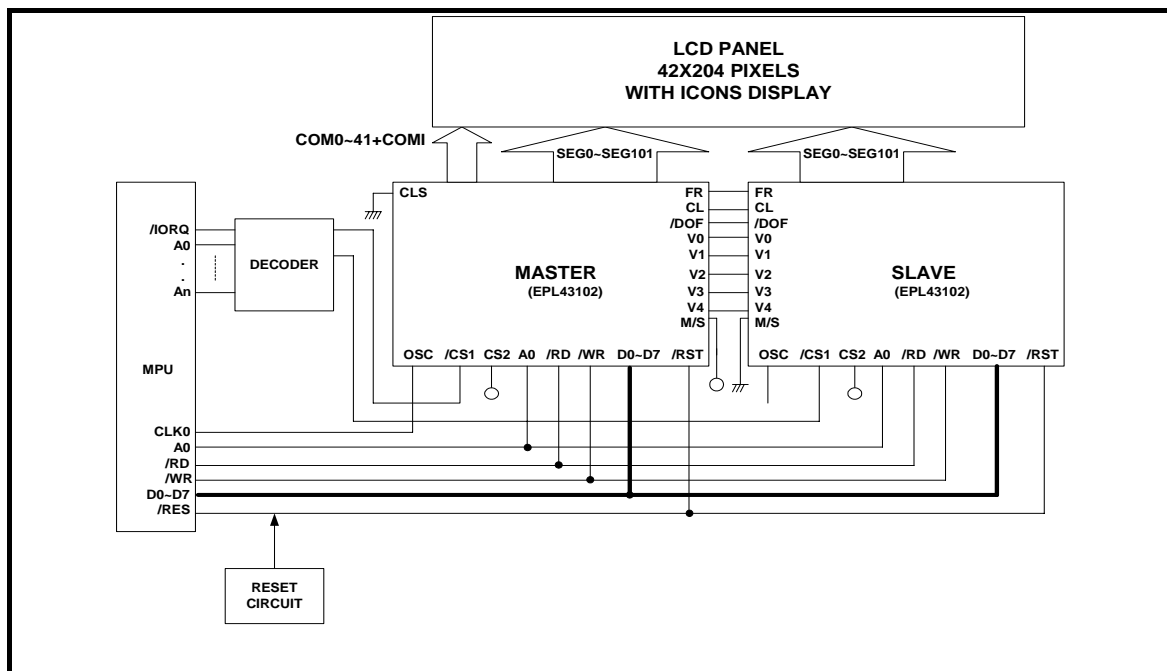 LCD PANEL
42X204 PIXELS
WITH ICONS DISPLAY
COM0~41+COMI
SEG0~SEG101
SEG0~SEG101
CLS
FR
CL
/DOF
V0
V1
V2
V3
V4
M/S
FR
CL
/DOF
V0
V1
V2
V3
V4
M/S
MASTER
(EPL43102)
SLAVE
(EPL43102)
/IORQ
A0
.
.
An
DECODER
OSC /CS1 CS2 A0 /RD /WR D0~D7 /RST
OSC /CS1 CS2 A0 /RD /WR D0~D7 /RST
MPU
CLK0
A0
/RD
/WR
D0~D7
/RES
RESET
CIRCUIT